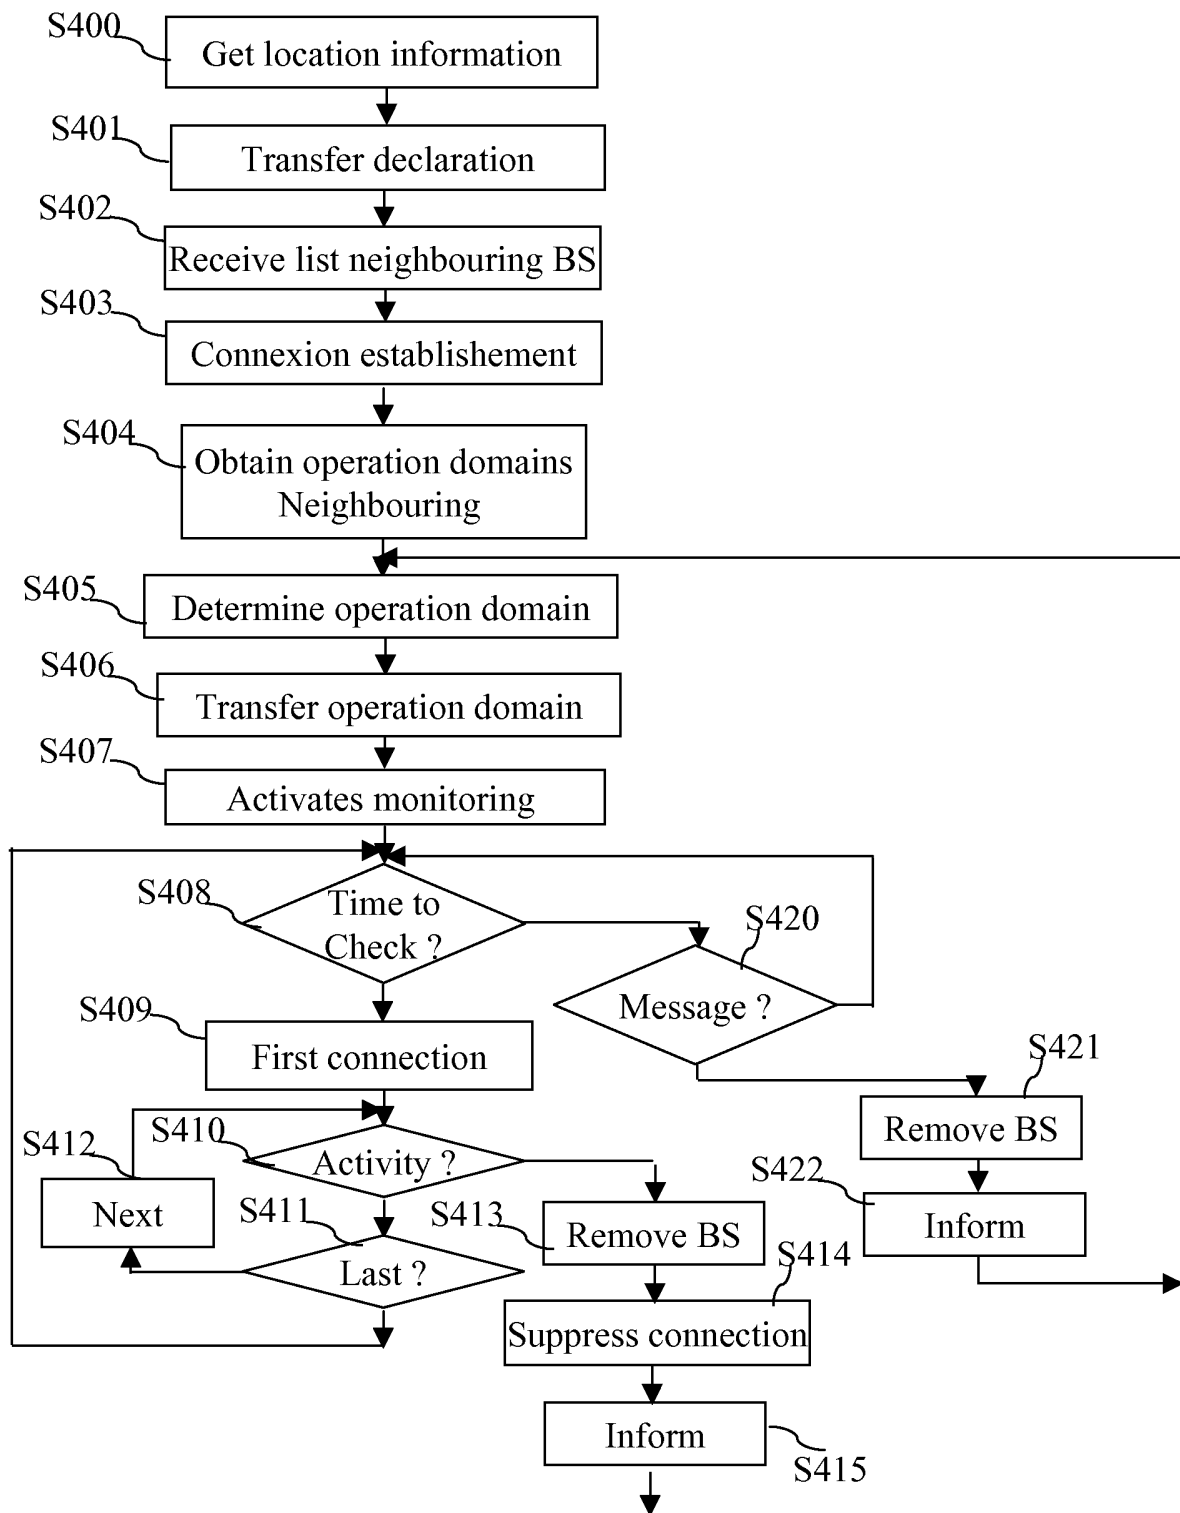 S400
Get location information
S401
Transfer declaration
S402
Receive list neighbouring BS
S403
Connexion establishement
S404
Obtain operation domains
Neighbouring
S405
Determine operation domain
S406
Transfer operation domain
S407
Activates monitoring
S408
Time to
Check ?
S420
Message ?
S409
First connection
S421
Remove BS
S410
Activity ?
S412
Next
S422
Inform
S411
Last ?
S413
Remove BS
S414
Suppress connection
Inform
S415